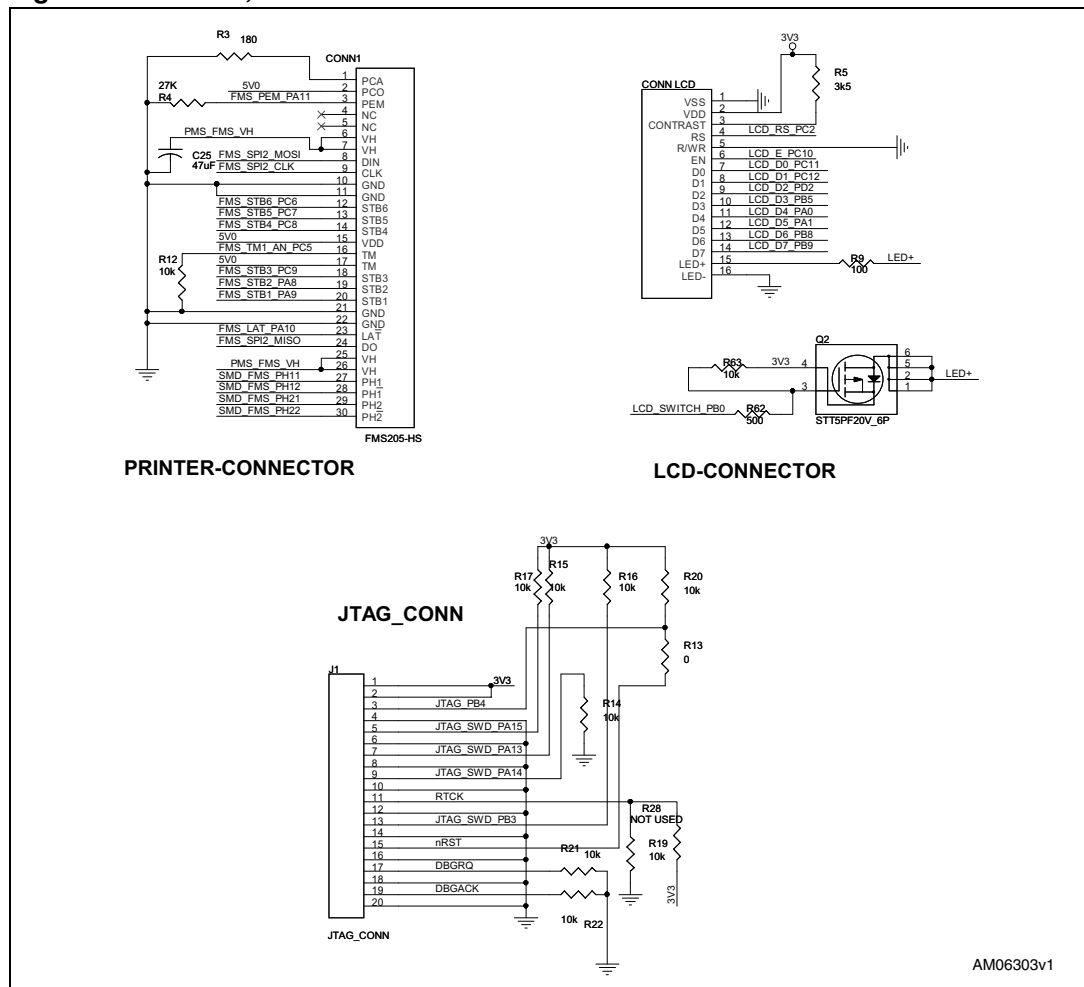 R3 180
CONN1
1 PCA
5V0 2 PCO
27K
R4
FMS_PEM_PA11 3 PEM
4 NC
5 NC
PMS_FMS_VH 6 VH
7 VH
C25
47uF
FMS_SPI2_MOSI 8 DIN
FMS_SPI2_CLK 9 CLK
10 GND
11 GND
FMS_STB6_PC6 12 STB6
FMS_STB5_PC7 13 STB5
FMS_STB4_PC8 14 STB4
5V0 15 VDD
FMS_TM1_AN_PC5 16 TM
R12
10k
5V0 17 TM
FMS_STB3_PC9 18 STB3
FMS_STB2_PA8 19 STB2
FMS_STB1_PA9 20 STB1
21 GND
22 GND
FMS_LAT_PA10 23 LAT
FMS_SPI2_MISO 24 DO
25 VH
PMS_FMS_VH 26 VH
SMD_FMS_PH11 27 PH1
SMD_FMS_PH12 28 PH1
SMD_FMS_PH21 29 PH2
SMD_FMS_PH22 30 PH2
FMS205-HS
PRINTER-CONNECTOR
3V3
R5
3k5
CONN LCD
VSS 1
VDD 2
CONTRAST 3
RS 4 LCD_RS_PC2
R/WR 5
EN 6 LCD_E_PC10
D0 7 LCD_D0_PC11
D1 8 LCD_D1_PC12
D2 9 LCD_D2_PD2
D3 10 LCD_D3_PB5
D4 11 LCD_D4_PA0
D5 12 LCD_D5_PA1
D6 13 LCD_D6_PB8
D7 14 LCD_D7_PB9
LED+ 15 R9 100 LED+
LED- 16
Q2
R63
10k
3V3 4
3
6
5
2
1
LED+
LCD_SWITCH_PB0 R62
500
STT5PF20V_6P
LCD-CONNECTOR
3V3
R17
10k
R15
10k
R16
10k
R20
10k
JTAG_CONN
R13
0
J1
1 3V3
2
3 JTAG_PB4
R14
10k
4
5 JTAG_SWD_PA15
6
7 JTAG_SWD_PA13
8
9 JTAG_SWD_PA14
10
11 RTCK
12
13 JTAG_SWD_PB3
14
15 nRST
16
17 DBGRQ
18
19 DBGACK
20
R28
NOT USED
R19
10k
3V3
R21 10k
10k R22
JTAG_CONN
AM06303v1